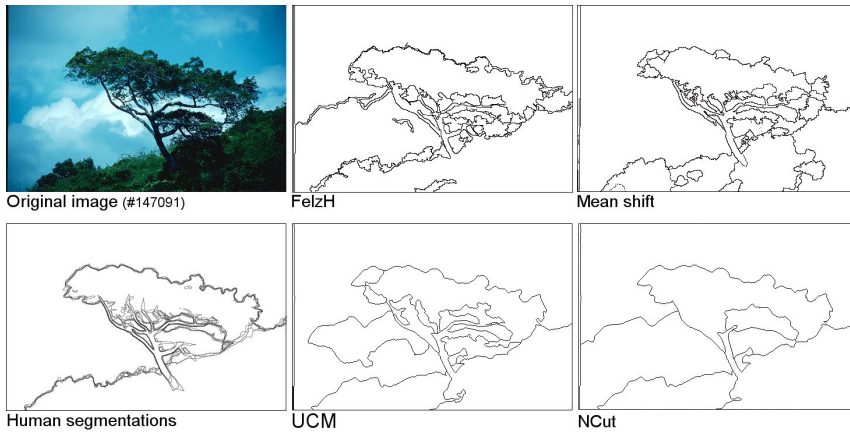 Original image (#147091)
FelzH
Mean shift
Human segmentations
UCM
NCut